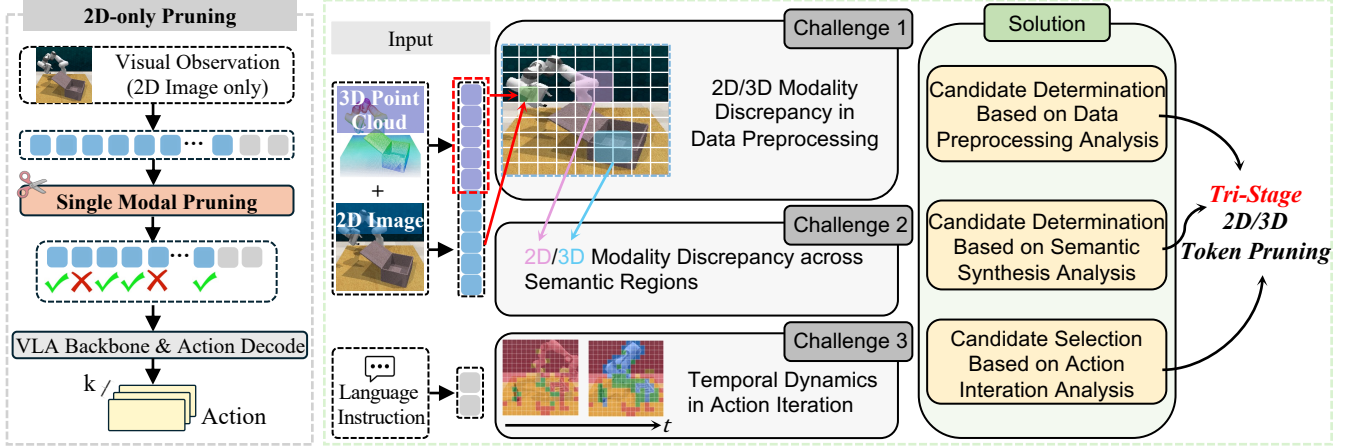 2D-only Pruning
Visual Observation
(2D Image only)
...
Single Modal Pruning
...
VLA Backbone & Action Decode
k
Action
Input
3D Point
Cloud
+
2D Image
Language
Instruction
Challenge 1
2D/3D Modality
Discrepancy in
Data Preprocessing
Challenge 2
2D/3D Modality Discrepancy across
Semantic Regions
Challenge 3
Temporal Dynamics
in Action Iteration
t
Solution
Candidate Determination
Based on Data
Preprocessing Analysis
Candidate Determination
Based on Semantic
Synthesis Analysis
Candidate Selection
Based on Action
Interation Analysis
Tri-Stage
2D/3D
Token Pruning